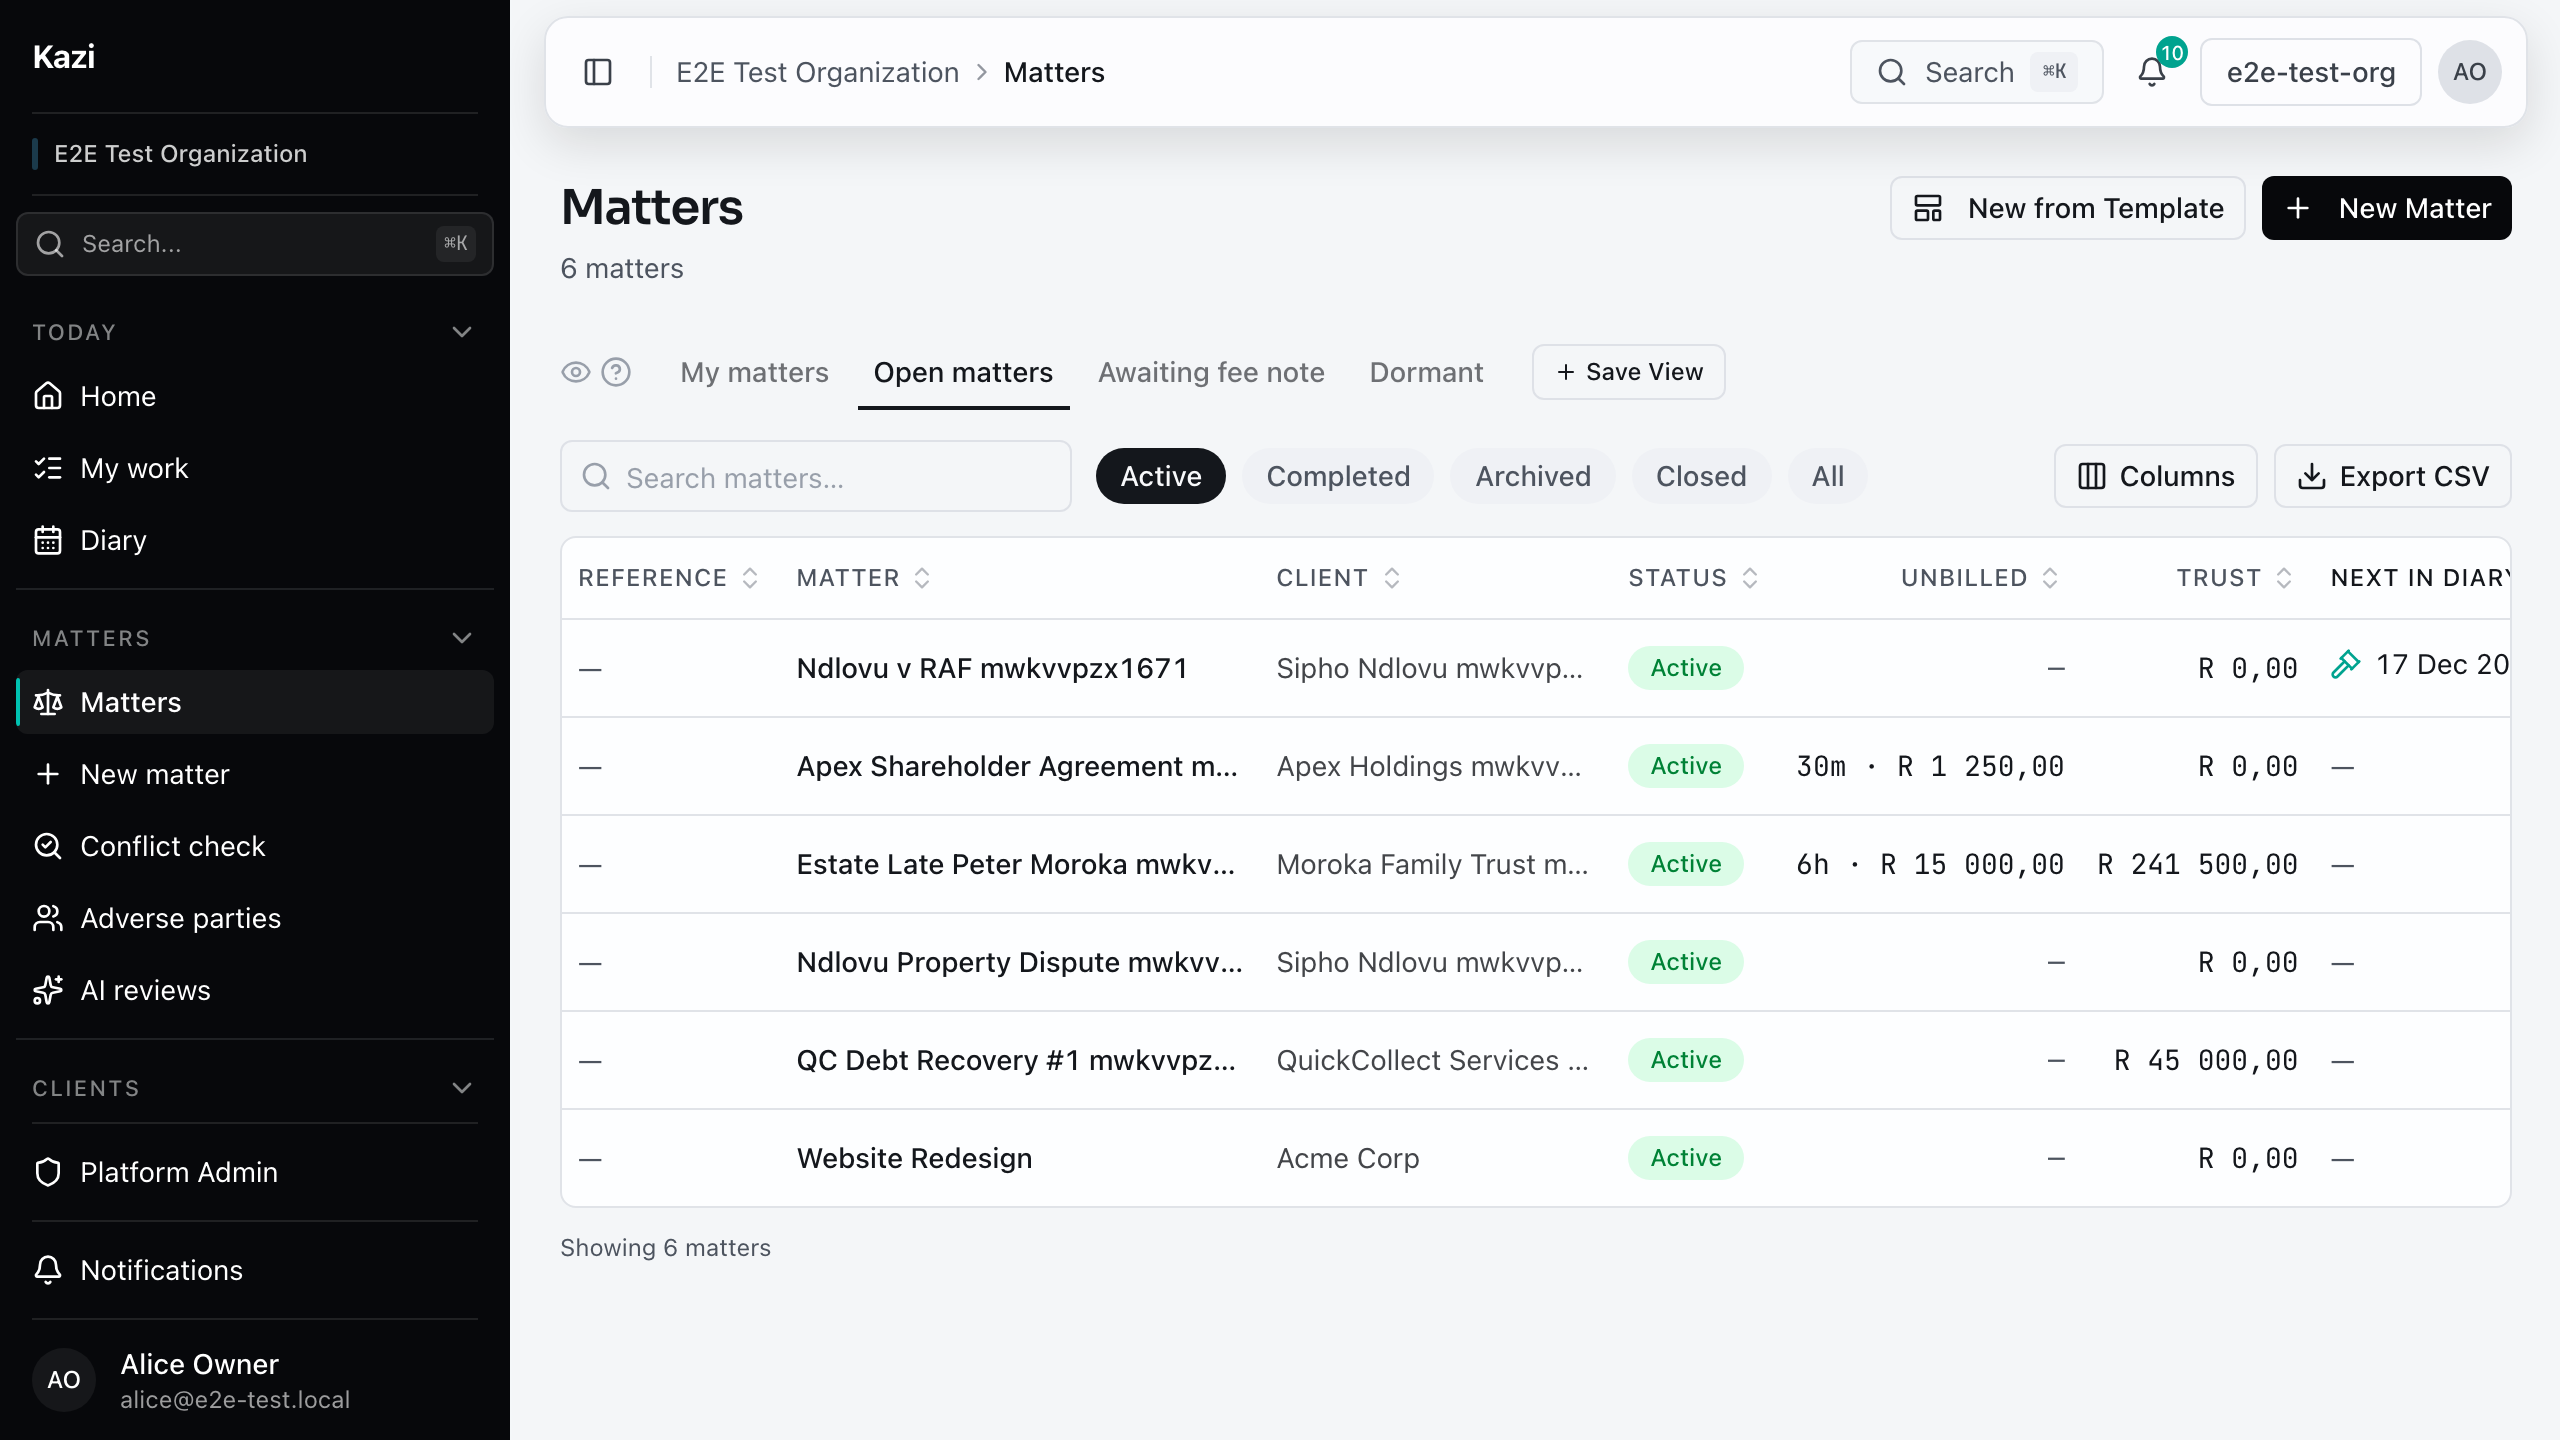 Kazi
E2E Test Organization
Search... ⌘K
TODAY
Home
My work
Diary
MATTERS
Matters
New matter
Conflict check
Adverse parties
AI reviews
CLIENTS
Platform Admin
Notifications
AO
Alice Owner
alice@e2e-test.local
E2E Test Organization > Matters
Search ⌘K
10
e2e-test-org
AO
Matters
6 matters
New from Template
+ New Matter
My matters
Open matters
Awaiting fee note
Dormant
+ Save View
Search matters...
Active
Completed
Archived
Closed
All
Columns
Export CSV
REFERENCE MATTER CLIENT STATUS UNBILLED TRUST NEXT IN DIARY
— Ndlovu v RAF mwkvvpzx1671 Sipho Ndlovu mwkvvp... Active — R 0,00 17 Dec 20
— Apex Shareholder Agreement m... Apex Holdings mwkvv... Active 30m · R 1 250,00 R 0,00 —
— Estate Late Peter Moroka mwkv... Moroka Family Trust m... Active 6h · R 15 000,00 R 241 500,00 —
— Ndlovu Property Dispute mwkvv... Sipho Ndlovu mwkvvp... Active — R 0,00 —
— QC Debt Recovery #1 mwkvvpz... QuickCollect Services ... Active — R 45 000,00 —
— Website Redesign Acme Corp Active — R 0,00 —
Showing 6 matters